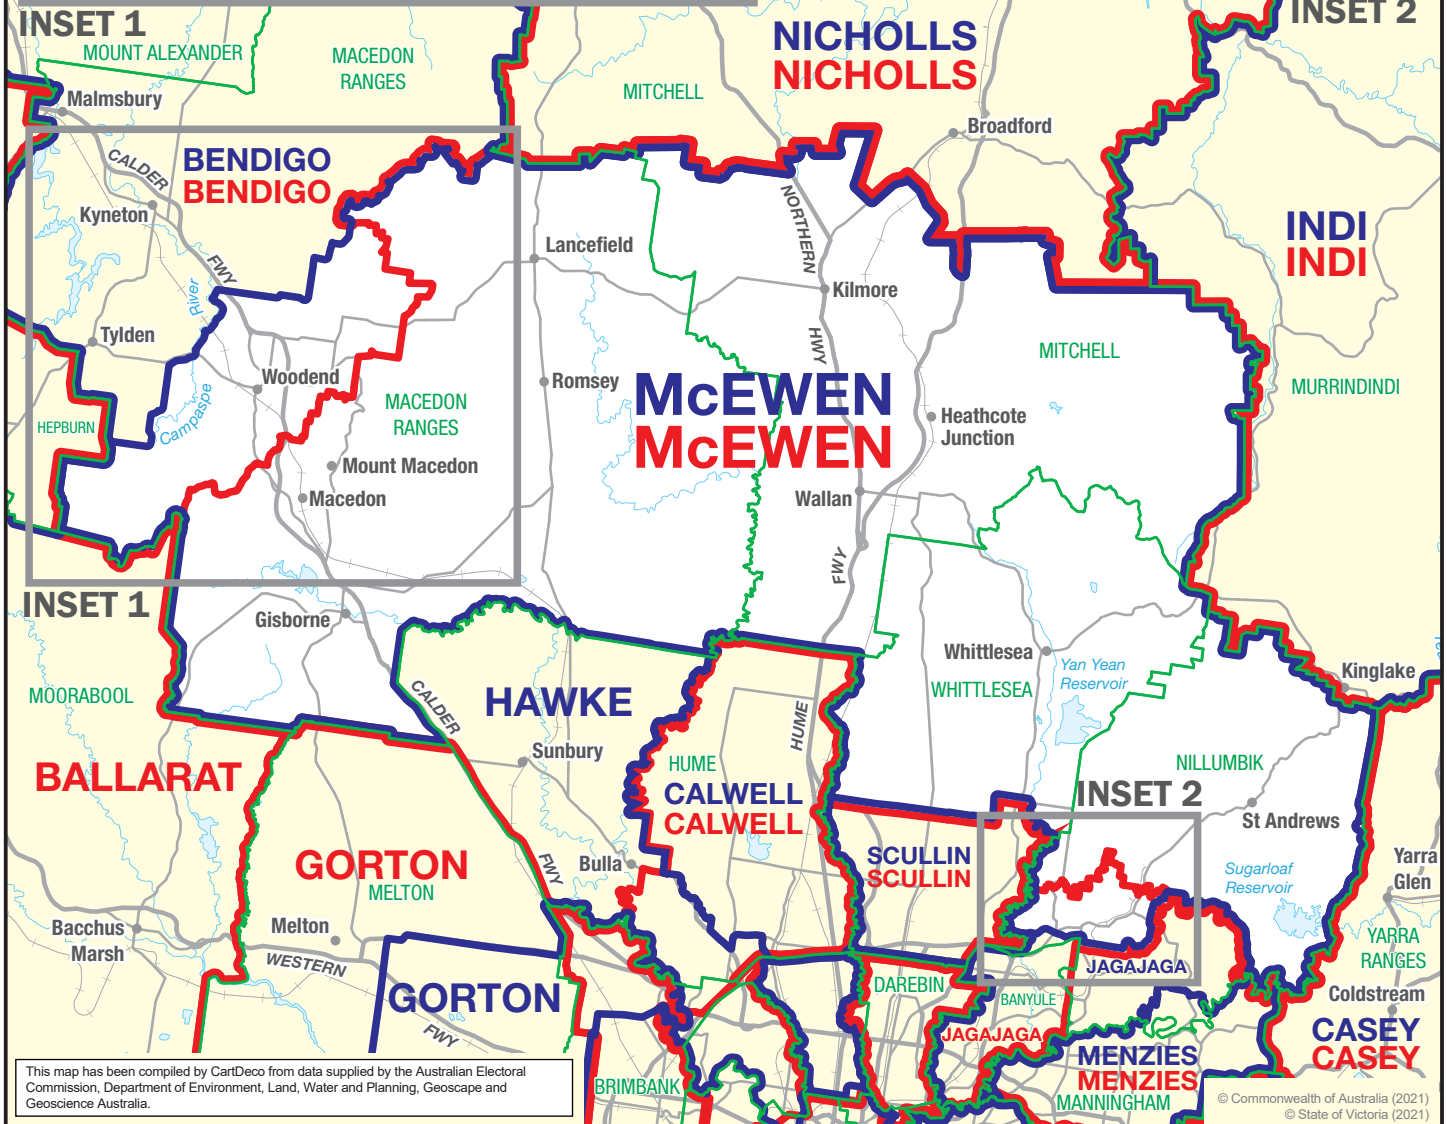 INSET 1
MOUNT ALEXANDER
MACEDON
RANGES
NICHOLLS
NICHOLLS
INSET 2
Malmsbury
MITCHELL
Broadford
CALDER
BENDIGO
BENDIGO
Kyneton
NORTHERN
INDI
INDI
Lancefield
FWY
River
Kilmore
Tylden
HWY
MITCHELL
Woodend
Romsey
McEWEN
McEWEN
MURRINDINDI
Campaspe
MACEDON
RANGES
HEPBURN
Heathcote
Junction
Mount Macedon
Macedon
Wallan
FWY
INSET 1
Gisborne
Whittlesea
Yan Yean
Reservoir
Kinglake
MOORABOOL
WHITTLESEA
CALDER
HAWKE
HUME
Sunbury
HUME
NILLUMBIK
BALLARAT
CALWELL
CALWELL
INSET 2
St Andrews
GORTON
MELTON
FWY
Bulla
SCULLIN
SCULLIN
Sugarloaf
Reservoir
Yarra
Glen
Bacchus
Marsh
Melton
WESTERN
YARRA
RANGES
JAGAJAGA
DAREBIN
BANYULE
GORTON
Coldstream
FWY
JAGAJAGA
CASEY
CASEY
MENZIES
MENZIES
MANNINGHAM
BRIMBANK
This map has been compiled by CartDeco from data supplied by the Australian Electoral
Commission, Department of Environment, Land, Water and Planning, Geoscape and
Geoscience Australia.
© Commonwealth of Australia (2021)
© State of Victoria (2021)